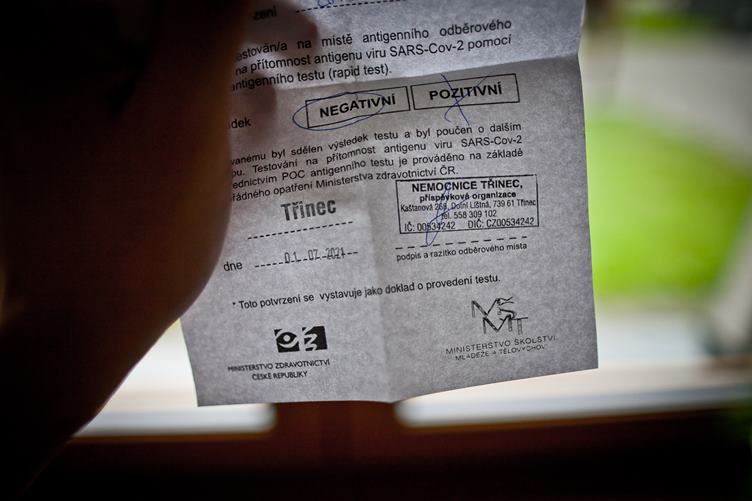 zení
estován/a na místě antigenního odběrového
na přítomnost antigenu viru SARS-Cov-2 pomocí
antigenního testu (rapid test).
edek NEGATIVNÍ POZITIVNÍ
vanému byl sdělen výsledek testu a byl poučen o dalším
pu. Testování na přítomnost antigenu viru SARS-Cov-2
ednictvím POC antigenního testu je prováděno na základě
řádného opatření Ministerstva zdravotnictví ČR.
NEMOCNICE TŘINEC,
příspěvková organizace
Kaštanová 268, Dolní Líštná, 739 61 Třinec
tel. 558 309 102
IČ: 00534242 DIČ: CZ00534242
Třinec
podpis a razítko odběrového místa
dne 01. 07. 2021
* Toto potvrzení se vystavuje jako doklad o provedení testu.
MINISTERSTVO ZDRAVOTNICTVÍ
ČESKÉ REPUBLIKY
MŠMT
MINISTERSTVO ŠKOLSTVÍ
MLÁDEŽE A TĚLOVÝCHOVY